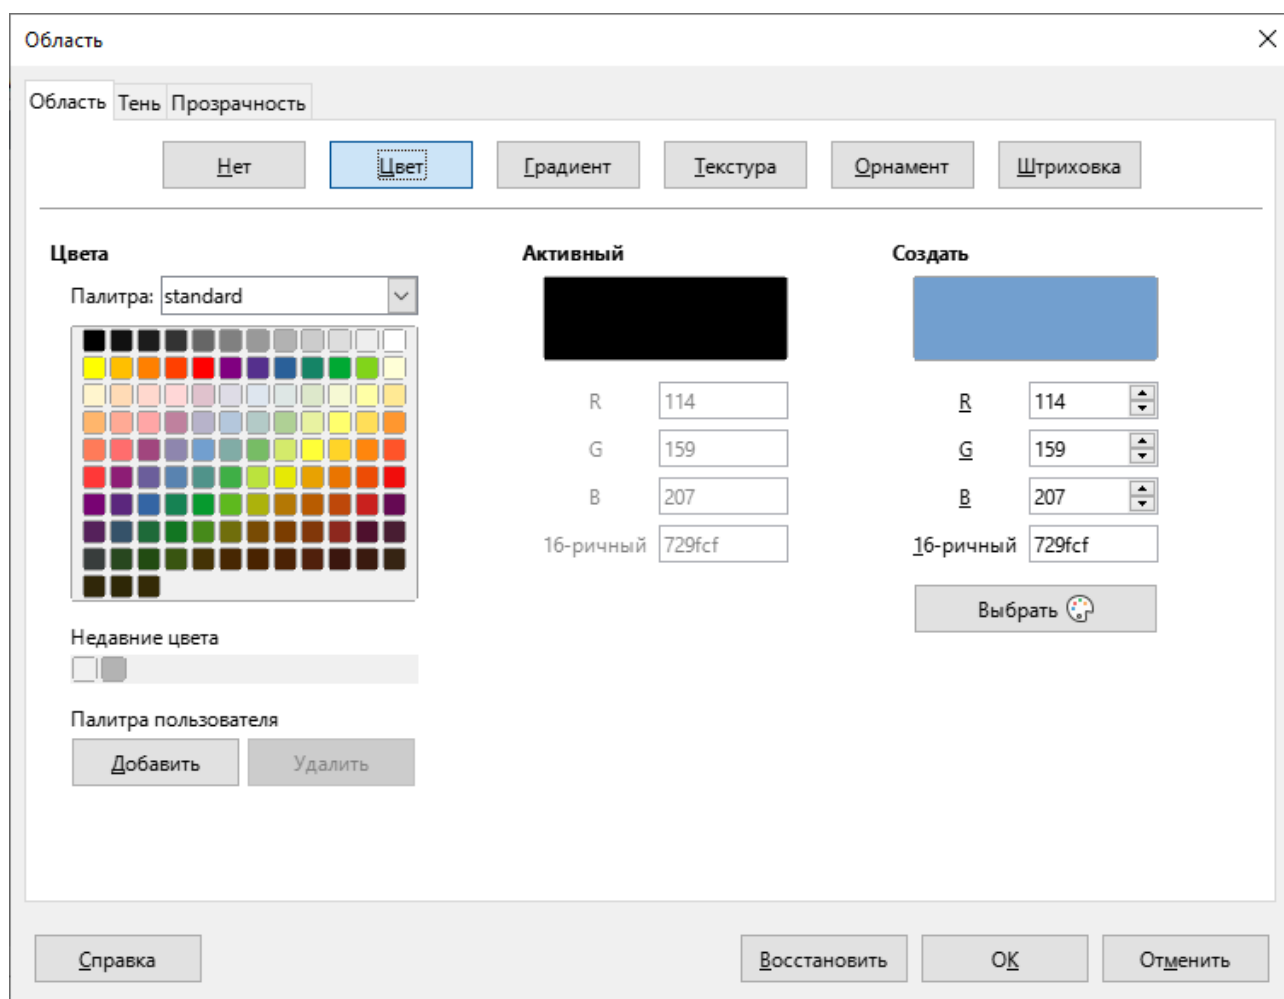 Область
Область Тень Прозрачность
Нет Цвет Градиент Текстура Орнамент Штриховка
Цвета Активный Создать
Палитра: standard
R 114 R 114
G 159 G 159
B 207 B 207
16-ричный 729fcf 16-ричный 729fcf
Выбрать
Недавние цвета
Палитра пользователя
Добавить Удалить
Справка Восстановить OK Отменить